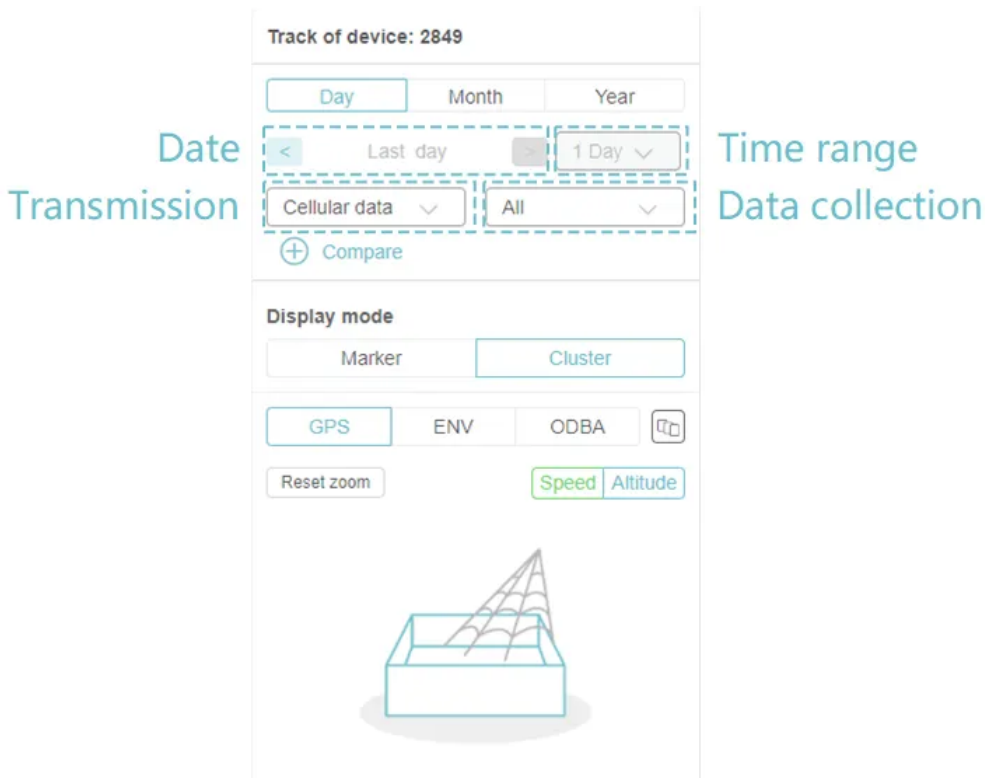 Track of device: 2849
Day Month Year
Date < Last day > 1 Day Time range
Transmission Cellular data All Data collection
Compare
Display mode
Marker Cluster
GPS ENV ODBA
Reset zoom Speed Altitude